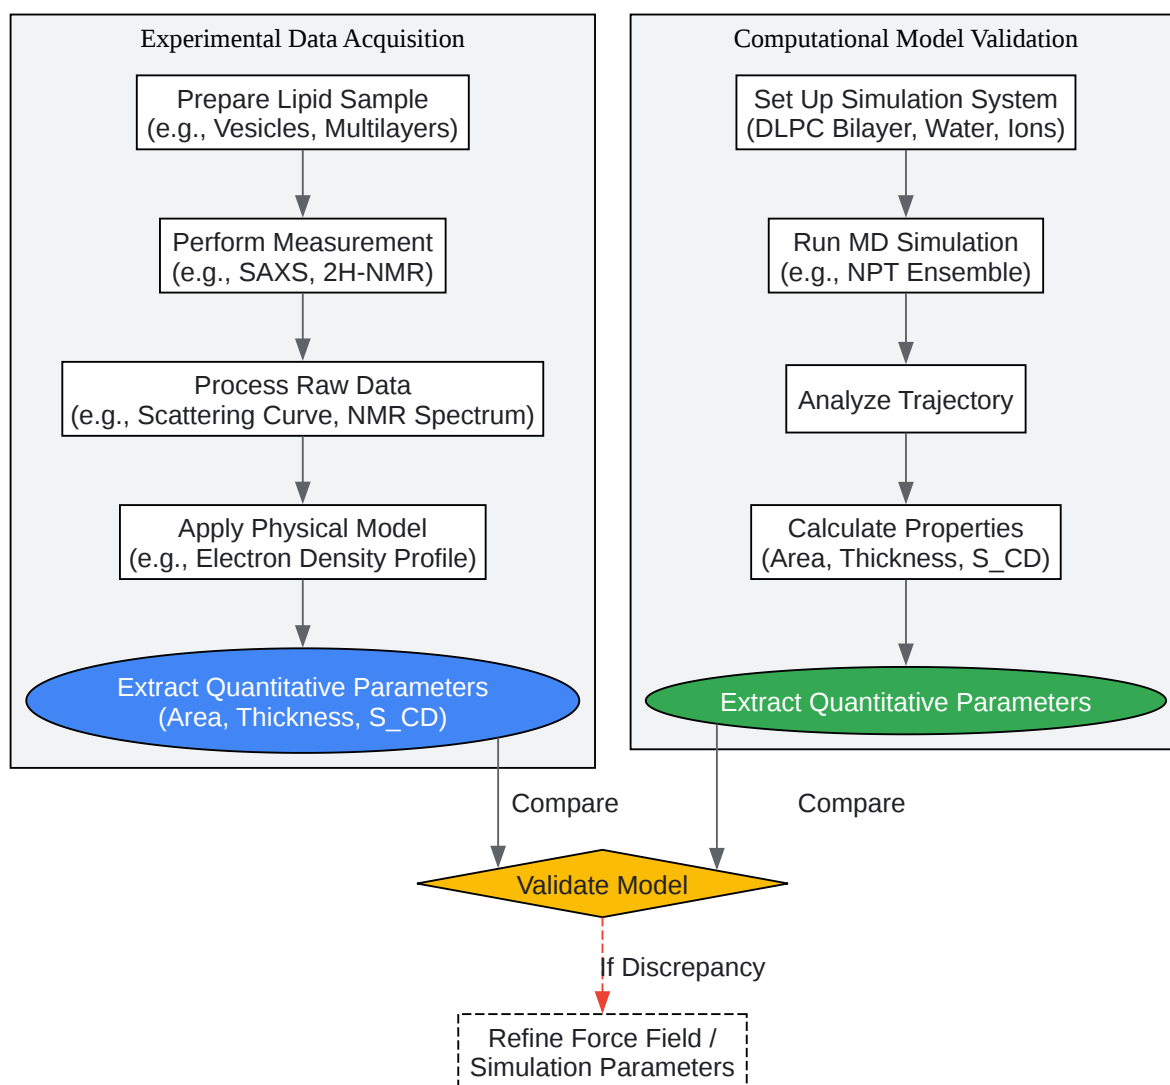 Experimental Data Acquisition
Prepare Lipid Sample
(e.g., Vesicles, Multilayers)
Perform Measurement
(e.g., SAXS, 2H-NMR)
Process Raw Data
(e.g., Scattering Curve, NMR Spectrum)
Apply Physical Model
(e.g., Electron Density Profile)
Extract Quantitative Parameters
(Area, Thickness, S_CD)
Computational Model Validation
Set Up Simulation System
(DLPC Bilayer, Water, Ions)
Run MD Simulation
(e.g., NPT Ensemble)
Analyze Trajectory
Calculate Properties
(Area, Thickness, S_CD)
Extract Quantitative Parameters
Compare
Compare
Validate Model
If Discrepancy
Refine Force Field /
Simulation Parameters